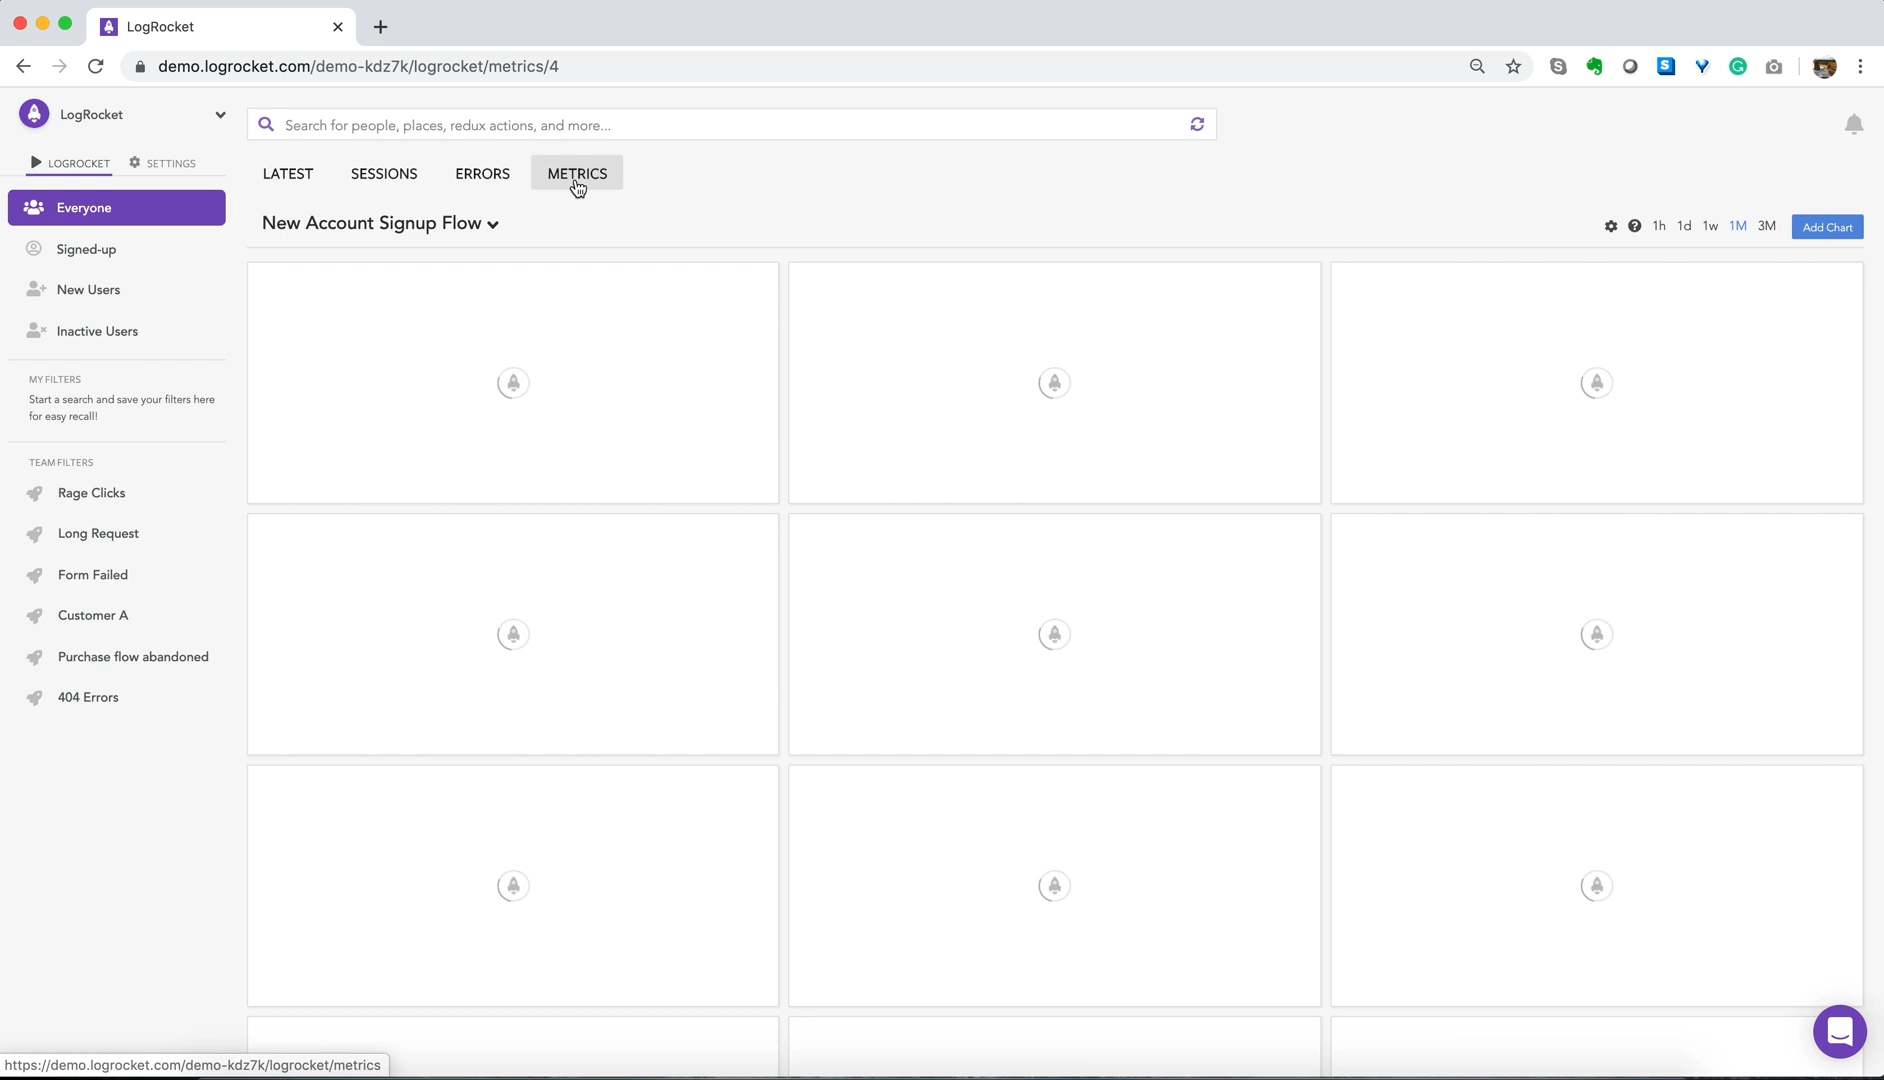 LogRocket
demo.logrocket.com/demo-kdz7k/logrocket/metrics/4
LogRocket
Search for people, places, redux actions, and more...
LOGROCKET
SETTINGS
LATEST
SESSIONS
ERRORS
METRICS
Everyone
Signed-up
New Users
Inactive Users
MY FILTERS
Start a search and save your filters here
for easy recall!
TEAM FILTERS
Rage Clicks
Long Request
Form Failed
Customer A
Purchase flow abandoned
404 Errors
New Account Signup Flow
1h 1d 1w 1M 3M
Add Chart
https://demo.logrocket.com/demo-kdz7k/logrocket/metrics